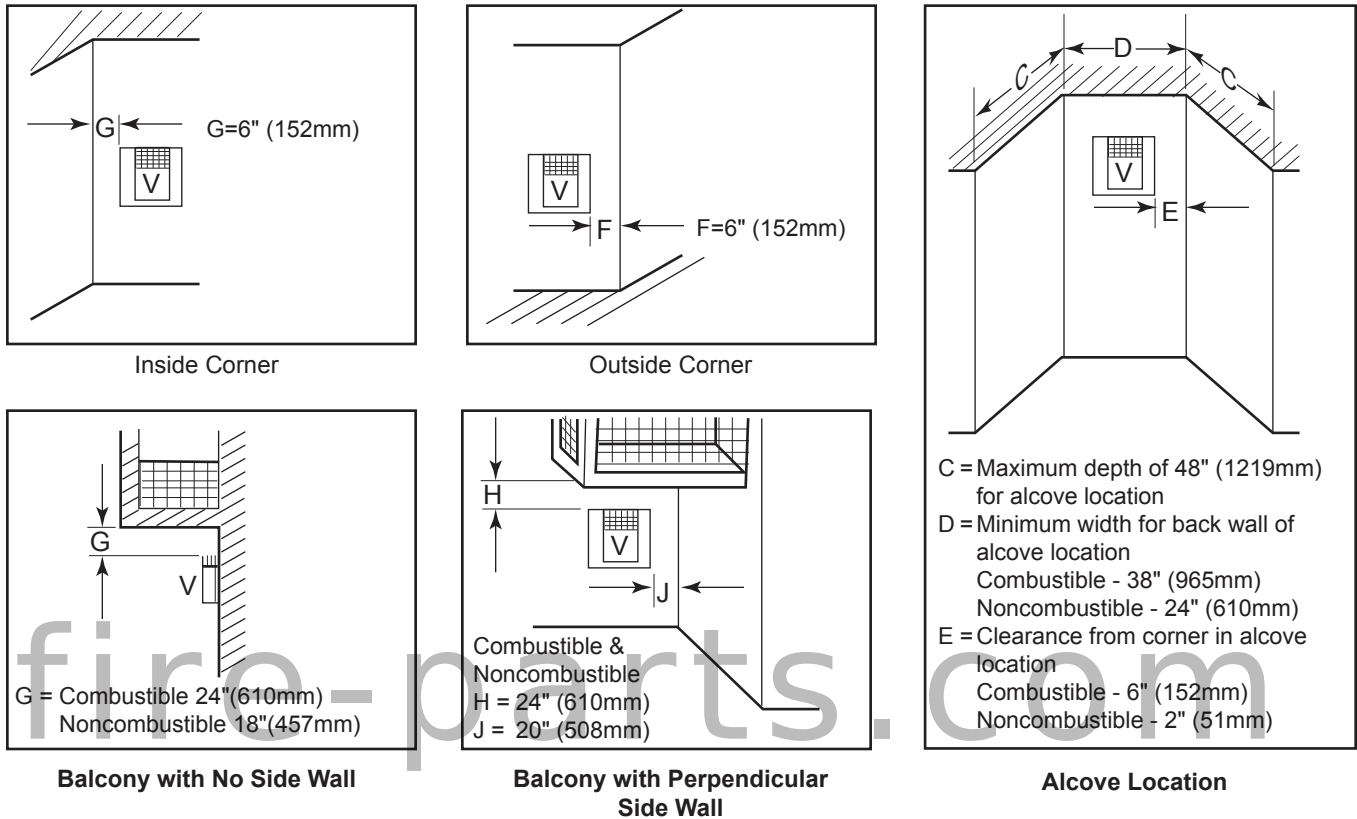 G
G=6" (152mm)
V
Inside Corner
V
F
F=6" (152mm)
Outside Corner
C
D
C
V
E
C = Maximum depth of 48" (1219mm)
for alcove location
D = Minimum width for back wall of
alcove location
Combustible - 38" (965mm)
Noncombustible - 24" (610mm)
E = Clearance from corner in alcove
location
Combustible - 6" (152mm)
Noncombustible - 2" (51mm)
Alcove Location
G
V
G = Combustible 24"(610mm)
Noncombustible 18"(457mm)
Balcony with No Side Wall
H
V
J
Combustible &
Noncombustible
H = 24" (610mm)
J = 20" (508mm)
Balcony with Perpendicular
Side Wall
fire-parts.com